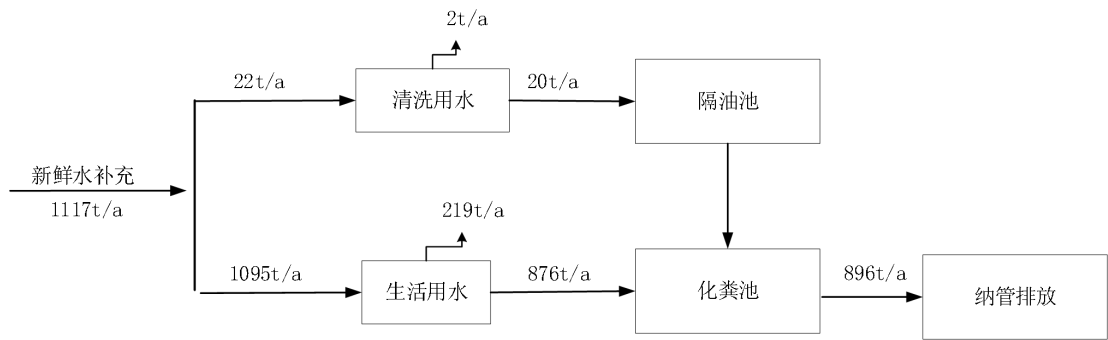 2t/a
22t/a
清洗用水
20t/a
隔油池
新鲜水补充
1117t/a
219t/a
1095t/a
生活用水
876t/a
化粪池
896t/a
纳管排放